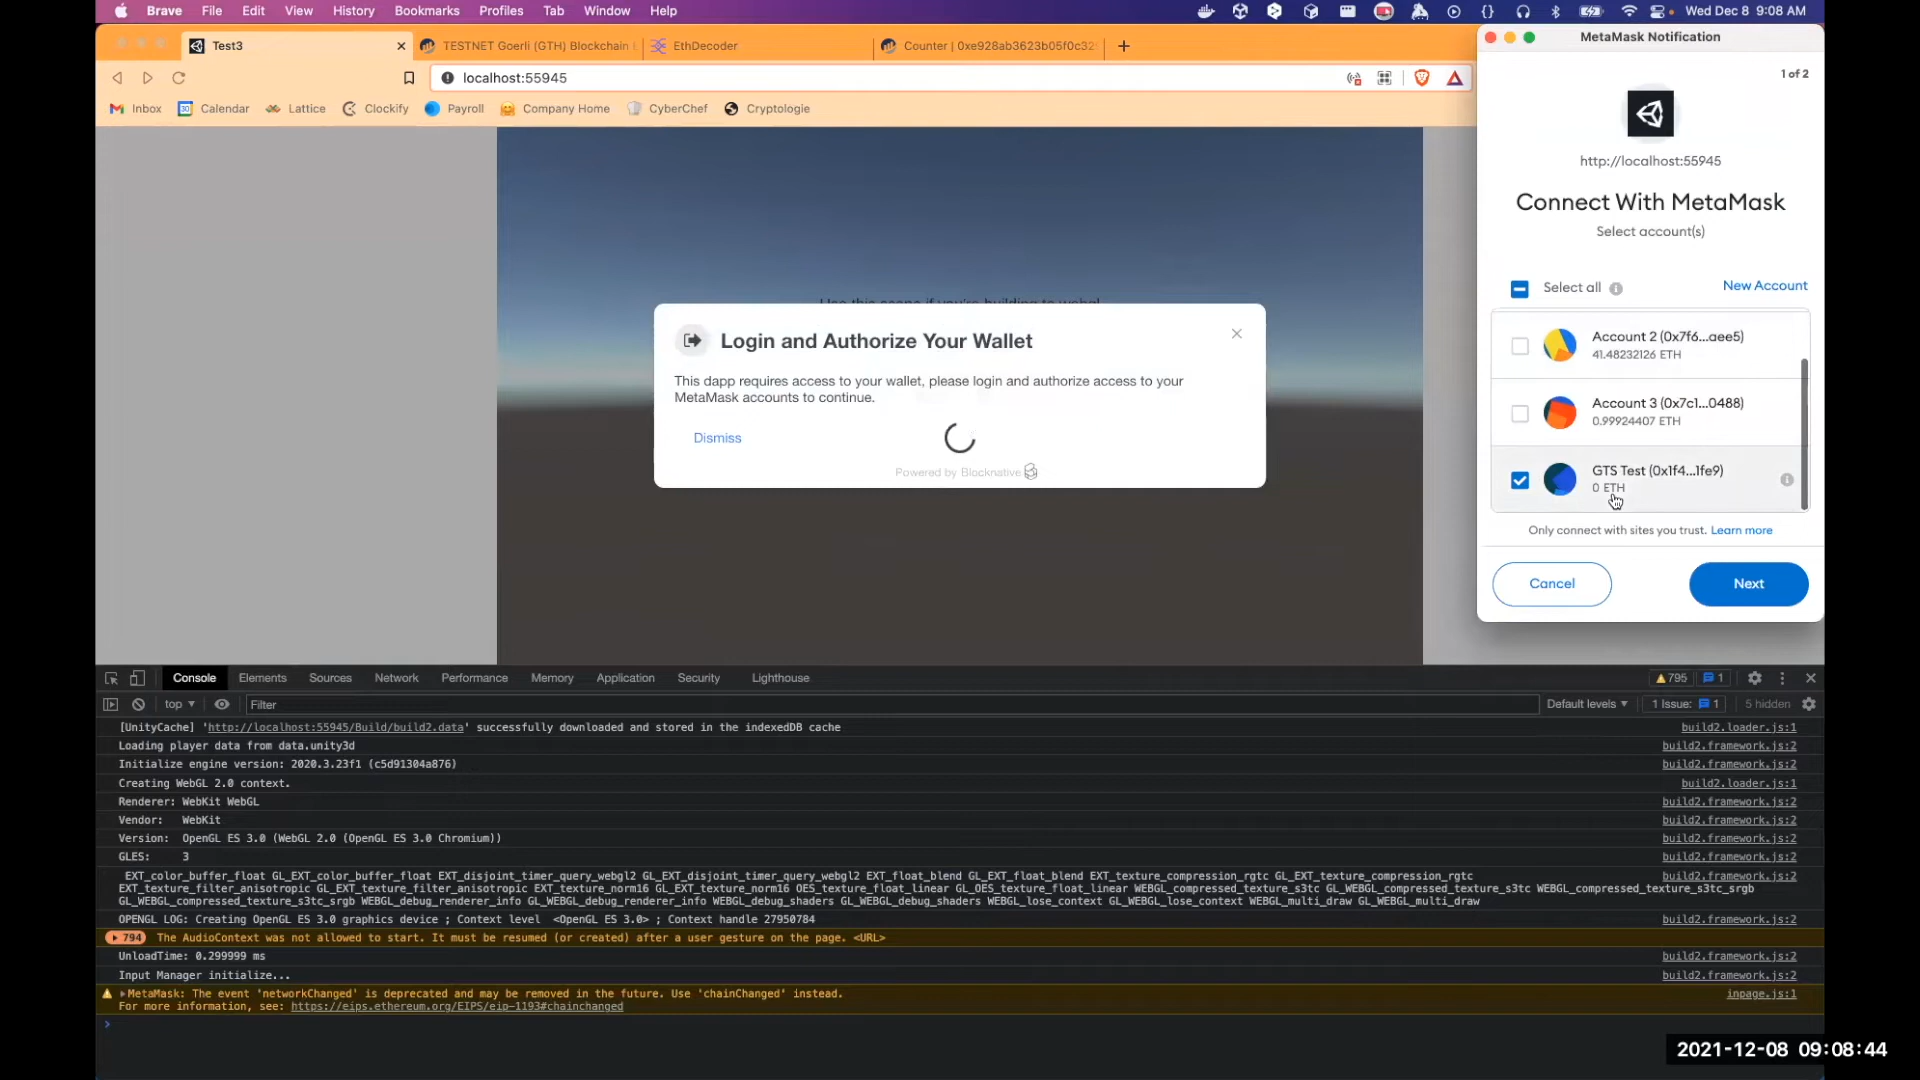 Brave File Edit View History Bookmarks Profiles Tab Window Help
Wed Dec 8 9:08 AM
Test3
TESTNET Goerli (GTH) Blockchain
EthDecoder
Counter | 0xe928ab3623b05f0c32
localhost:55945
Inbox Calendar Lattice Clockify Payroll Company Home CyberChef Cryptologie
MetaMask Notification
1 of 2
http://localhost:55945
Connect With MetaMask
Select account(s)
Select all
New Account
Account 2 (0x7f6...aee5)
41.48232126 ETH
Account 3 (0x7c1...0488)
0.99924407 ETH
GTS Test (0x1f4...1fe9)
0 ETH
Only connect with sites you trust. Learn more
Cancel
Next
Use this scene if you're building to webgl
Login and Authorize Your Wallet
This dapp requires access to your wallet, please login and authorize access to your
MetaMask accounts to continue.
Dismiss
Powered by Blocknative
Console Elements Sources Network Performance Memory Application Security Lighthouse
795 1
top Filter Default levels 1 Issue: 1 5 hidden
[UnityCache] 'http://localhost:55945/Build/build2.data' successfully downloaded and stored in the indexedDB cache build2.loader.js:1
Loading player data from data.unity3d build2.framework.js:2
Initialize engine version: 2020.3.23f1 (c5d91304a876) build2.framework.js:2
Creating WebGL 2.0 context. build2.loader.js:1
Renderer: WebKit WebGL build2.framework.js:2
Vendor: WebKit build2.framework.js:2
Version: OpenGL ES 3.0 (WebGL 2.0 (OpenGL ES 3.0 Chromium)) build2.framework.js:2
GLES: 3 build2.framework.js:2
EXT_color_buffer_float GL_EXT_color_buffer_float EXT_disjoint_timer_query_webgl2 GL_EXT_disjoint_timer_query_webgl2 EXT_float_blend GL_EXT_float_blend EXT_texture_compression_rgtc GL_EXT_texture_compression_rgtc build2.framework.js:2
EXT_texture_filter_anisotropic GL_EXT_texture_filter_anisotropic EXT_texture_norm16 GL_EXT_texture_norm16 OES_texture_float_linear GL_OES_texture_float_linear WEBGL_compressed_texture_s3tc GL_WEBGL_compressed_texture_s3tc WEBGL_compressed_texture_s3tc_srgb
GL_WEBGL_compressed_texture_s3tc_srgb WEBGL_debug_renderer_info GL_WEBGL_debug_renderer_info WEBGL_debug_shaders GL_WEBGL_debug_shaders WEBGL_lose_context GL_WEBGL_lose_context WEBGL_multi_draw GL_WEBGL_multi_draw
OPENGL LOG: Creating OpenGL ES 3.0 graphics device ; Context level <OpenGL ES 3.0> ; Context handle 27950784 build2.framework.js:2
794 The AudioContext was not allowed to start. It must be resumed (or created) after a user gesture on the page. <URL>
UnloadTime: 0.299999 ms build2.framework.js:2
Input Manager initialize... build2.framework.js:2
MetaMask: The event 'networkChanged' is deprecated and may be removed in the future. Use 'chainChanged' instead. inpage.js:1
For more information, see: https://eips.ethereum.org/EIPS/eip-1193#chainchanged
2021-12-08 09:08:44